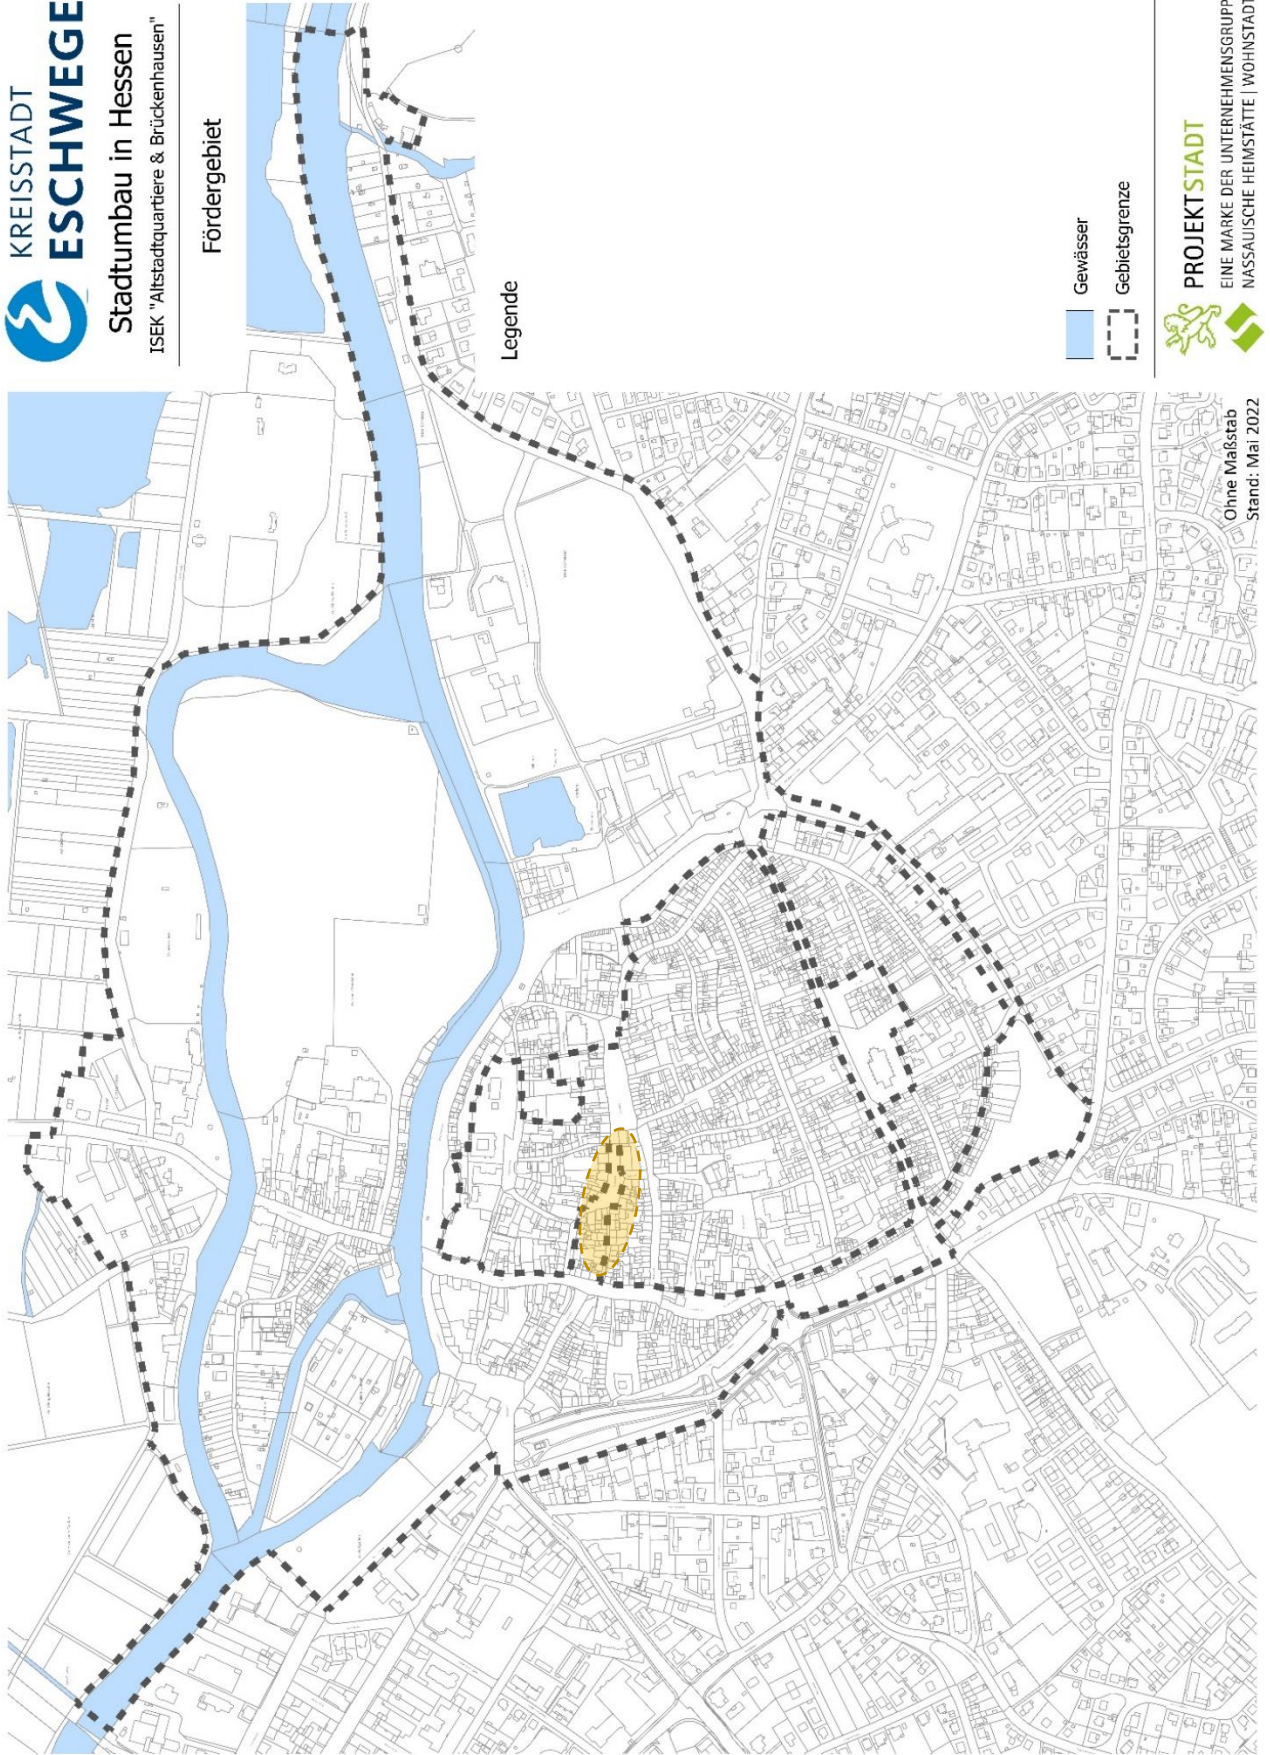 KREISSTADT
ESCHWEGE
Stadtumbau in Hessen
ISEK "Altstadtquartiere & Brückenhausen"
Fördergebiet
Legende
Gewässer
Gebietsgrenze
PROJEKTSTADT
EINE MARKE DER UNTERNEHMENSGRUPP
NASSAUISCHE HEIMSTÄTTE | WOHNSTADT
Ohne Maßstab
Stand: Mai 2022